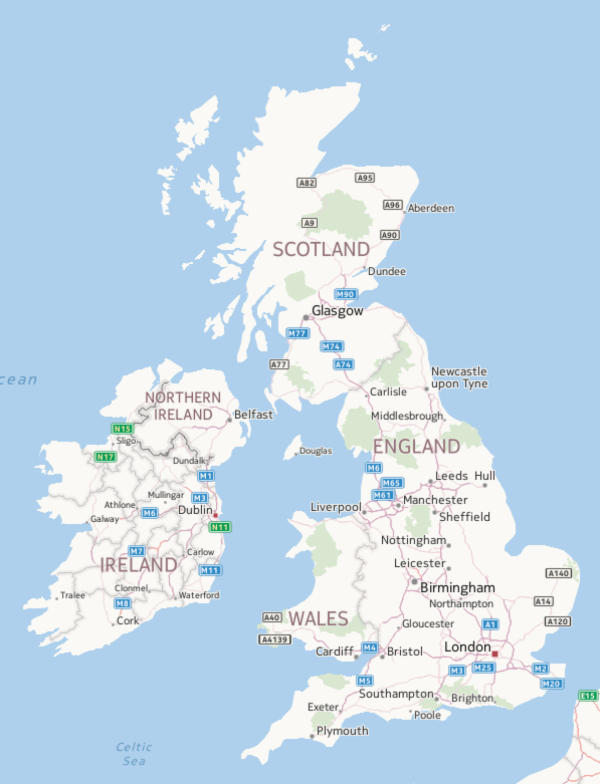 A82
A95
A96
Aberdeen
A9
A90
SCOTLAND
Dundee
M90
Glasgow
M77
M74
A77
A74
cean
Newcastle
upon Tyne
Carlisle
NORTHERN
IRELAND
Belfast
Middlesbrough
N15
Sligo
ENGLAND
Douglas
N17
Dundalk
M6
M1
Leeds
Hull
M65
Mullingar
M3
M61
Manchester
Athlone
M6
Dublin
Liverpool
Sheffield
Galway
N11
Nottingham
M7
Carlow
IRELAND
M11
Leicester
A140
Clonmel
Birmingham
Tralee
Waterford
M8
Northampton
A14
Cork
A40
WALES
Gloucester
A1
A120
A4139
Cardiff
M4
Bristol
London
M3
M25
M2
M5
M20
Southampton
Brighton
E15
Exeter
Poole
Plymouth
Celtic
Sea